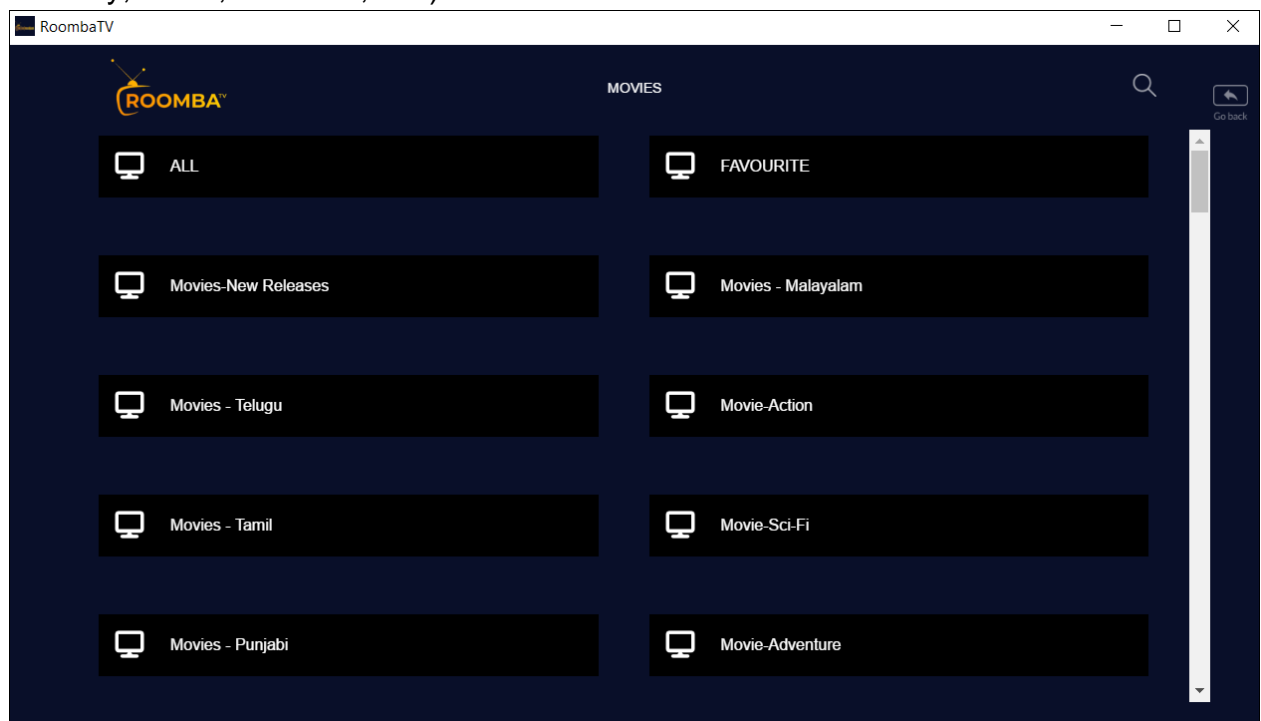 RoombaTV
ROOMBA TV
MOVIES
Go back
ALL
FAVOURITE
Movies-New Releases
Movies - Malayalam
Movies - Telugu
Movie-Action
Movies - Tamil
Movie-Sci-Fi
Movies - Punjabi
Movie-Adventure